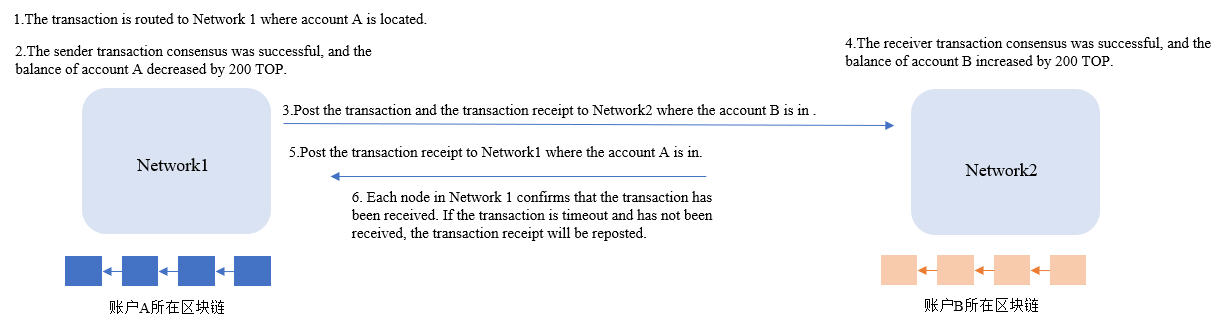 1.The transaction is routed to Network 1 where account A is located.
2.The sender transaction consensus was successful, and the
balance of account A decreased by 200 TOP.
4.The receiver transaction consensus was successful, and the
balance of account B increased by 200 TOP.
3.Post the transaction and the transaction receipt to Network2 where the account B is in .
5.Post the transaction receipt to Network1 where the account A is in.
Network1
Network2
6. Each node in Network 1 confirms that the transaction has
been received. If the transaction is timeout and has not been
received, the transaction receipt will be reposted.
账户A所在区块链
账户B所在区块链